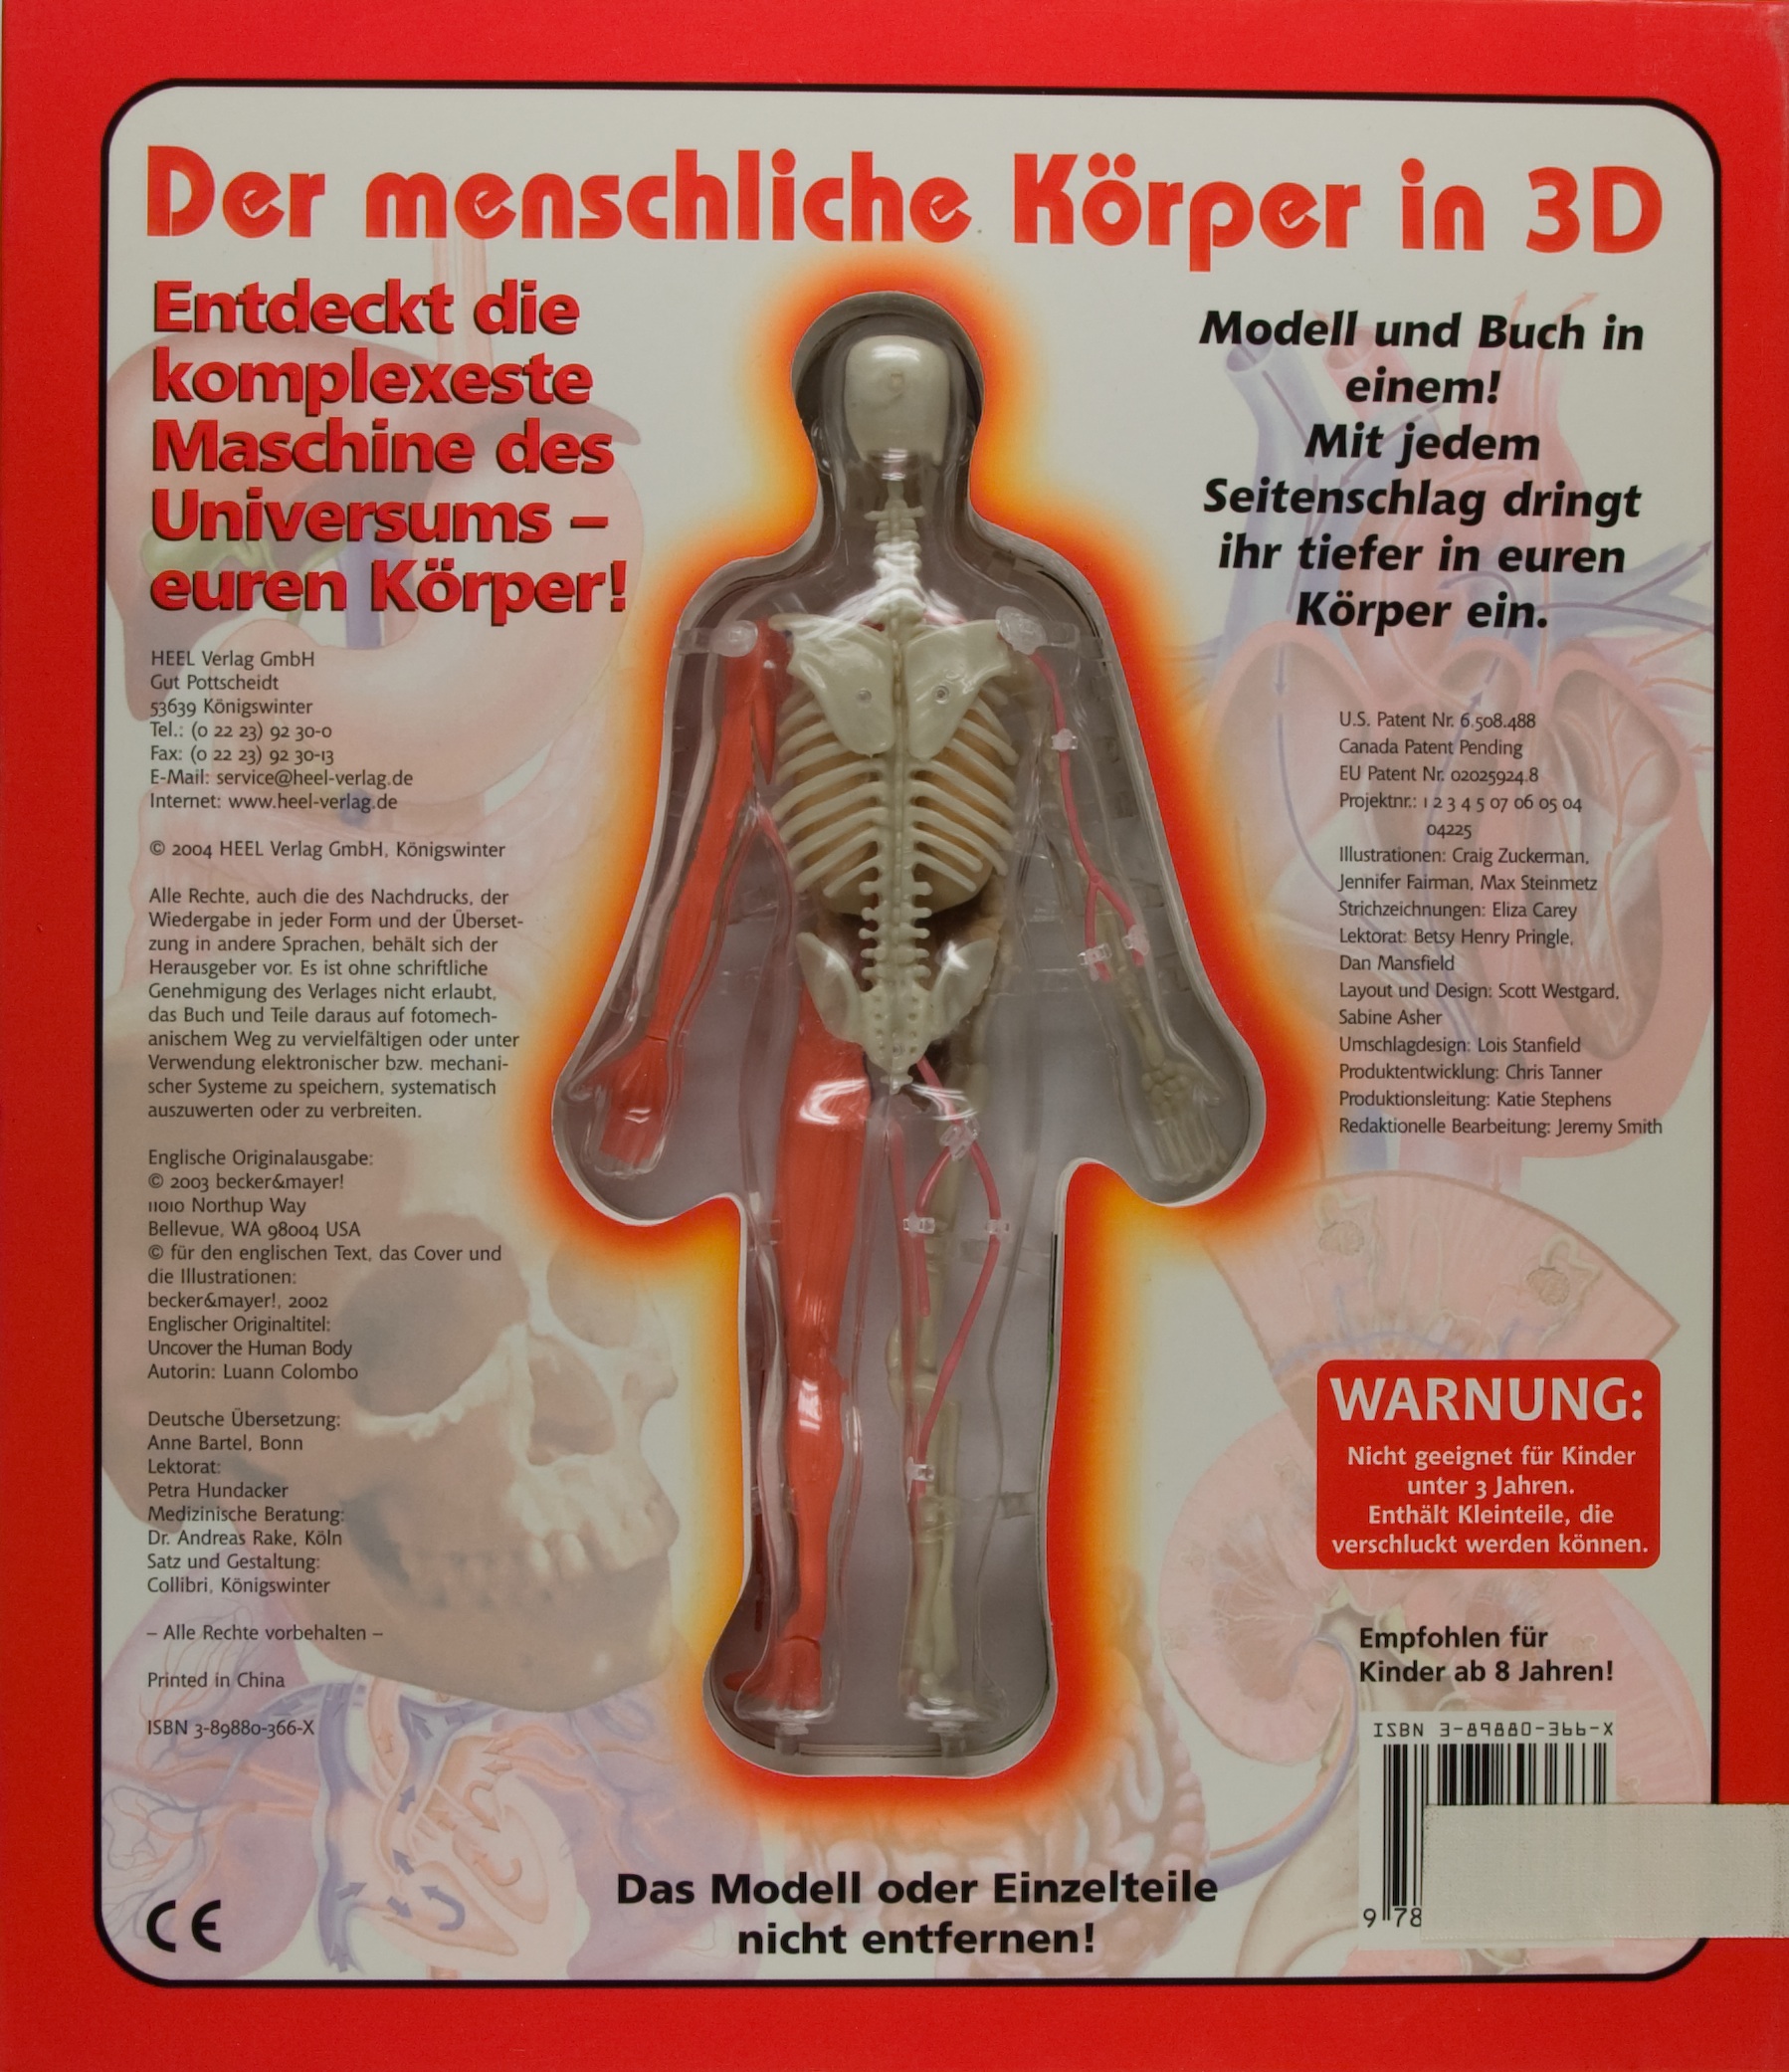 Der menschliche Körper in 3D
Entdeckt die
komplexeste
Maschine des
Universums –
euren Körper!
HEEL Verlag GmbH
Gut Pottscheidt
53639 Königswinter
Tel.: (0 22 23) 92 30-0
Fax: (0 22 23) 92 30-13
E-Mail: service@heel-verlag.de
Internet: www.heel-verlag.de
© 2004 HEEL Verlag GmbH, Königswinter
Alle Rechte, auch die des Nachdrucks, der
Wiedergabe in jeder Form und der Überset-
zung in andere Sprachen, behält sich der
Herausgeber vor. Es ist ohne schriftliche
Genehmigung des Verlages nicht erlaubt,
das Buch und Teile daraus auf fotomech-
anischem Weg zu vervielfältigen oder unter
Verwendung elektronischer bzw. mechani-
scher Systeme zu speichern, systematisch
auszuwerten oder zu verbreiten.
Englische Originalausgabe:
© 2003 becker&mayer!
11010 Northup Way
Bellevue, WA 98004 USA
© für den englischen Text, das Cover und
die Illustrationen:
becker&mayer!, 2002
Englischer Originaltitel:
Uncover the Human Body
Autorin: Luann Colombo
Deutsche Übersetzung:
Anne Bartel, Bonn
Lektorat:
Petra Hundacker
Medizinische Beratung:
Dr. Andreas Rake, Köln
Satz und Gestaltung:
Collibri, Königswinter
– Alle Rechte vorbehalten –
Printed in China
ISBN 3-89880-366-X
CE
Modell und Buch in
einem!
Mit jedem
Seitenschlag dringt
ihr tiefer in euren
Körper ein.
U.S. Patent Nr. 6.508.488
Canada Patent Pending
EU Patent Nr. 02025924.8
Projektnr.: 1 2 3 4 5 07 06 05 04
04225
Illustrationen: Craig Zuckerman,
Jennifer Fairman, Max Steinmetz
Strichzeichnungen: Eliza Carey
Lektorat: Betsy Henry Pringle,
Dan Mansfield
Layout und Design: Scott Westgard,
Sabine Asher
Umschlagdesign: Lois Stanfield
Produktentwicklung: Chris Tanner
Produktionsleitung: Katie Stephens
Redaktionelle Bearbeitung: Jeremy Smith
WARNUNG:
Nicht geeignet für Kinder
unter 3 Jahren.
Enthält Kleinteile, die
verschluckt werden können.
Empfohlen für
Kinder ab 8 Jahren!
ISBN 3-89880-366-X
9 78
Das Modell oder Einzelteile
nicht entfernen!